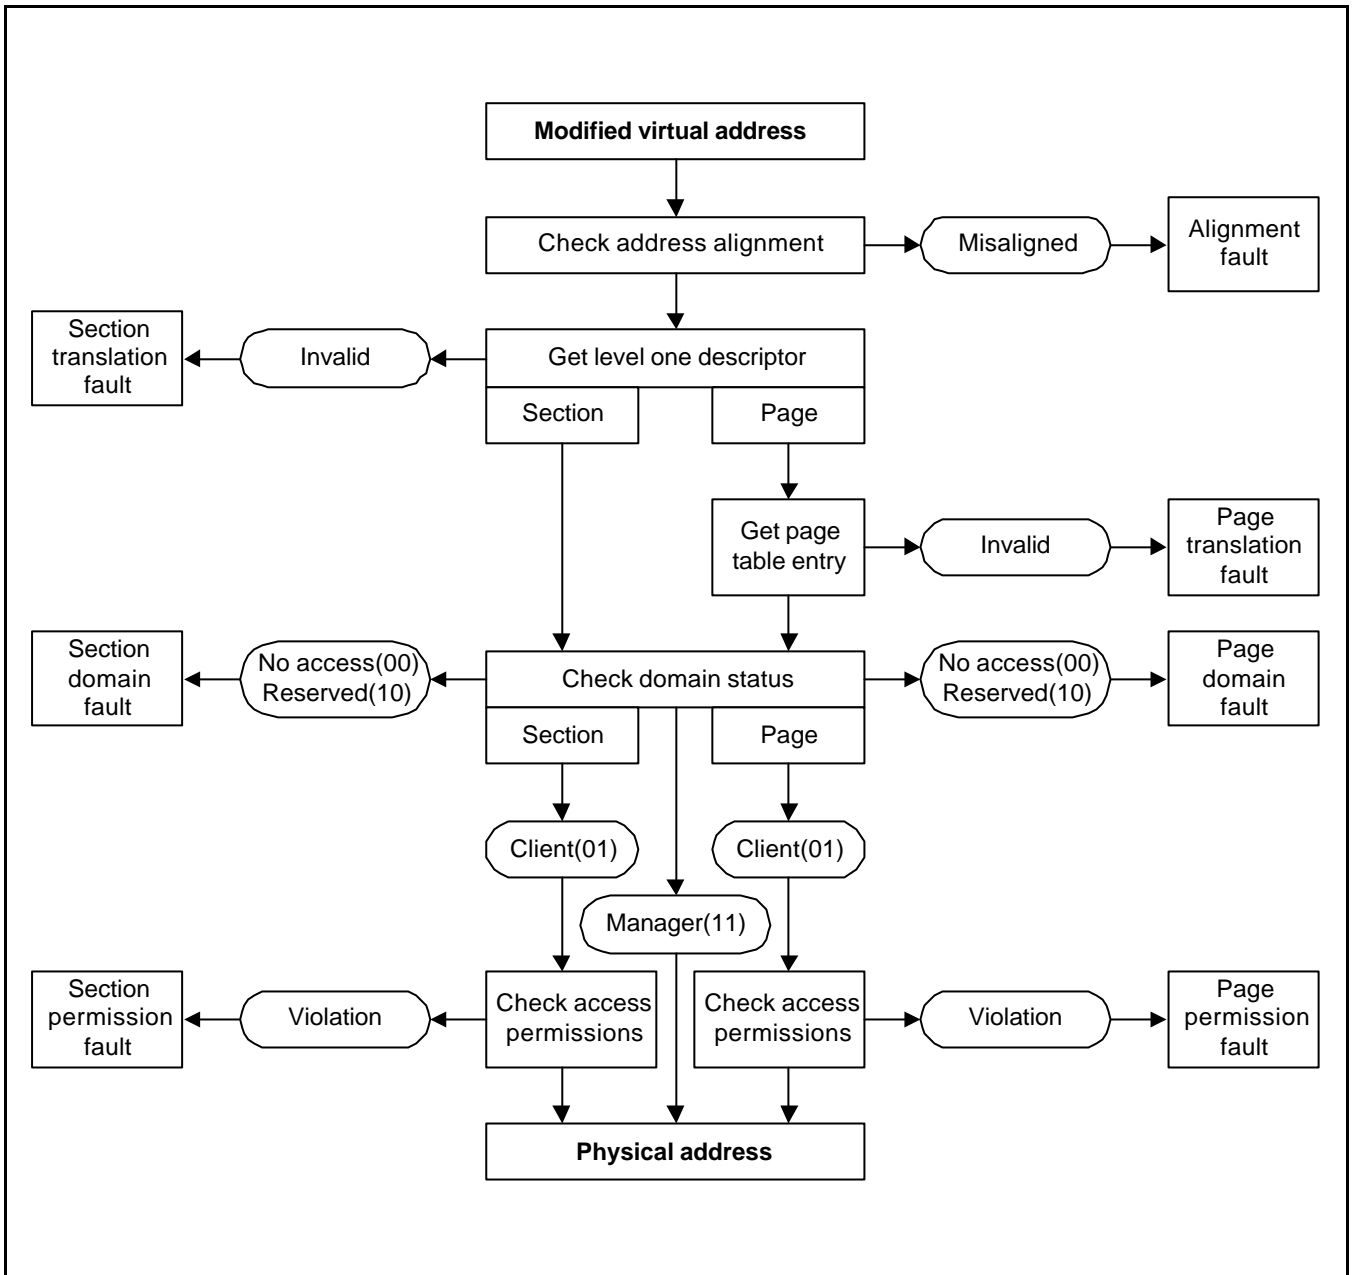 Modified virtual address
Check address alignment
Misaligned
Alignment
fault
Section
translation
fault
Invalid
Get level one descriptor
Section
Page
Get page
table entry
Invalid
Page
translation
fault
Section
domain
fault
No access(00)
Reserved(10)
Check domain status
No access(00)
Reserved(10)
Page
domain
fault
Section
Page
Client(01)
Client(01)
Manager(11)
Section
permission
fault
Violation
Check access
permissions
Check access
permissions
Violation
Page
permission
fault
Physical address